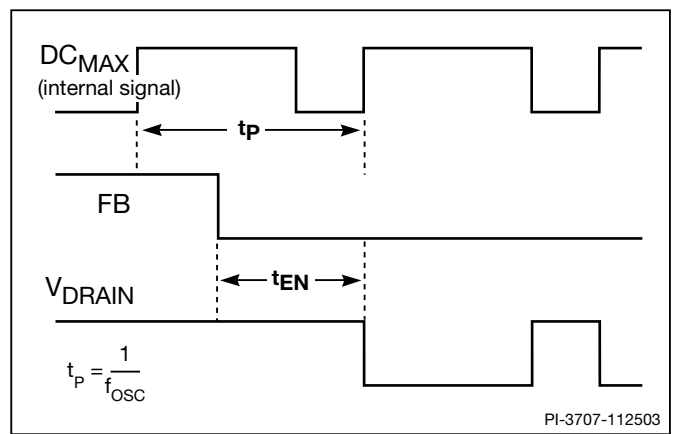 DCMAX
(internal signal)
tP
FB
tEN
VDRAIN
tP = 1/fOSC
PI-3707-112503